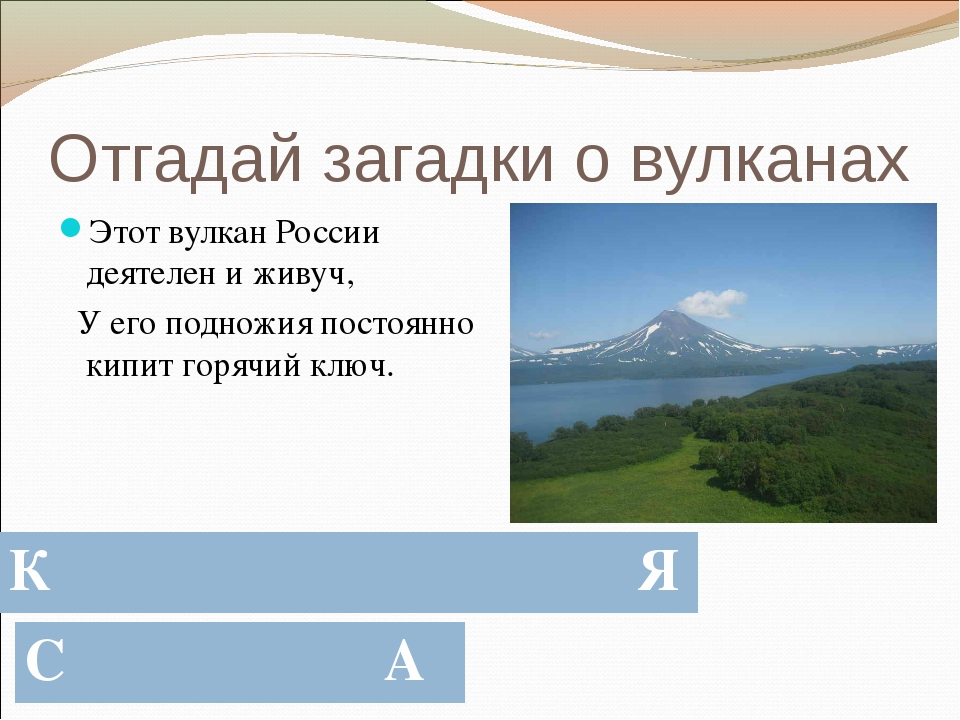 Отгадай загадки о вулканах
Этот вулкан России
деятелен и живуч,
У его подножия постоянно
кипит горячий ключ.
К Я
С А